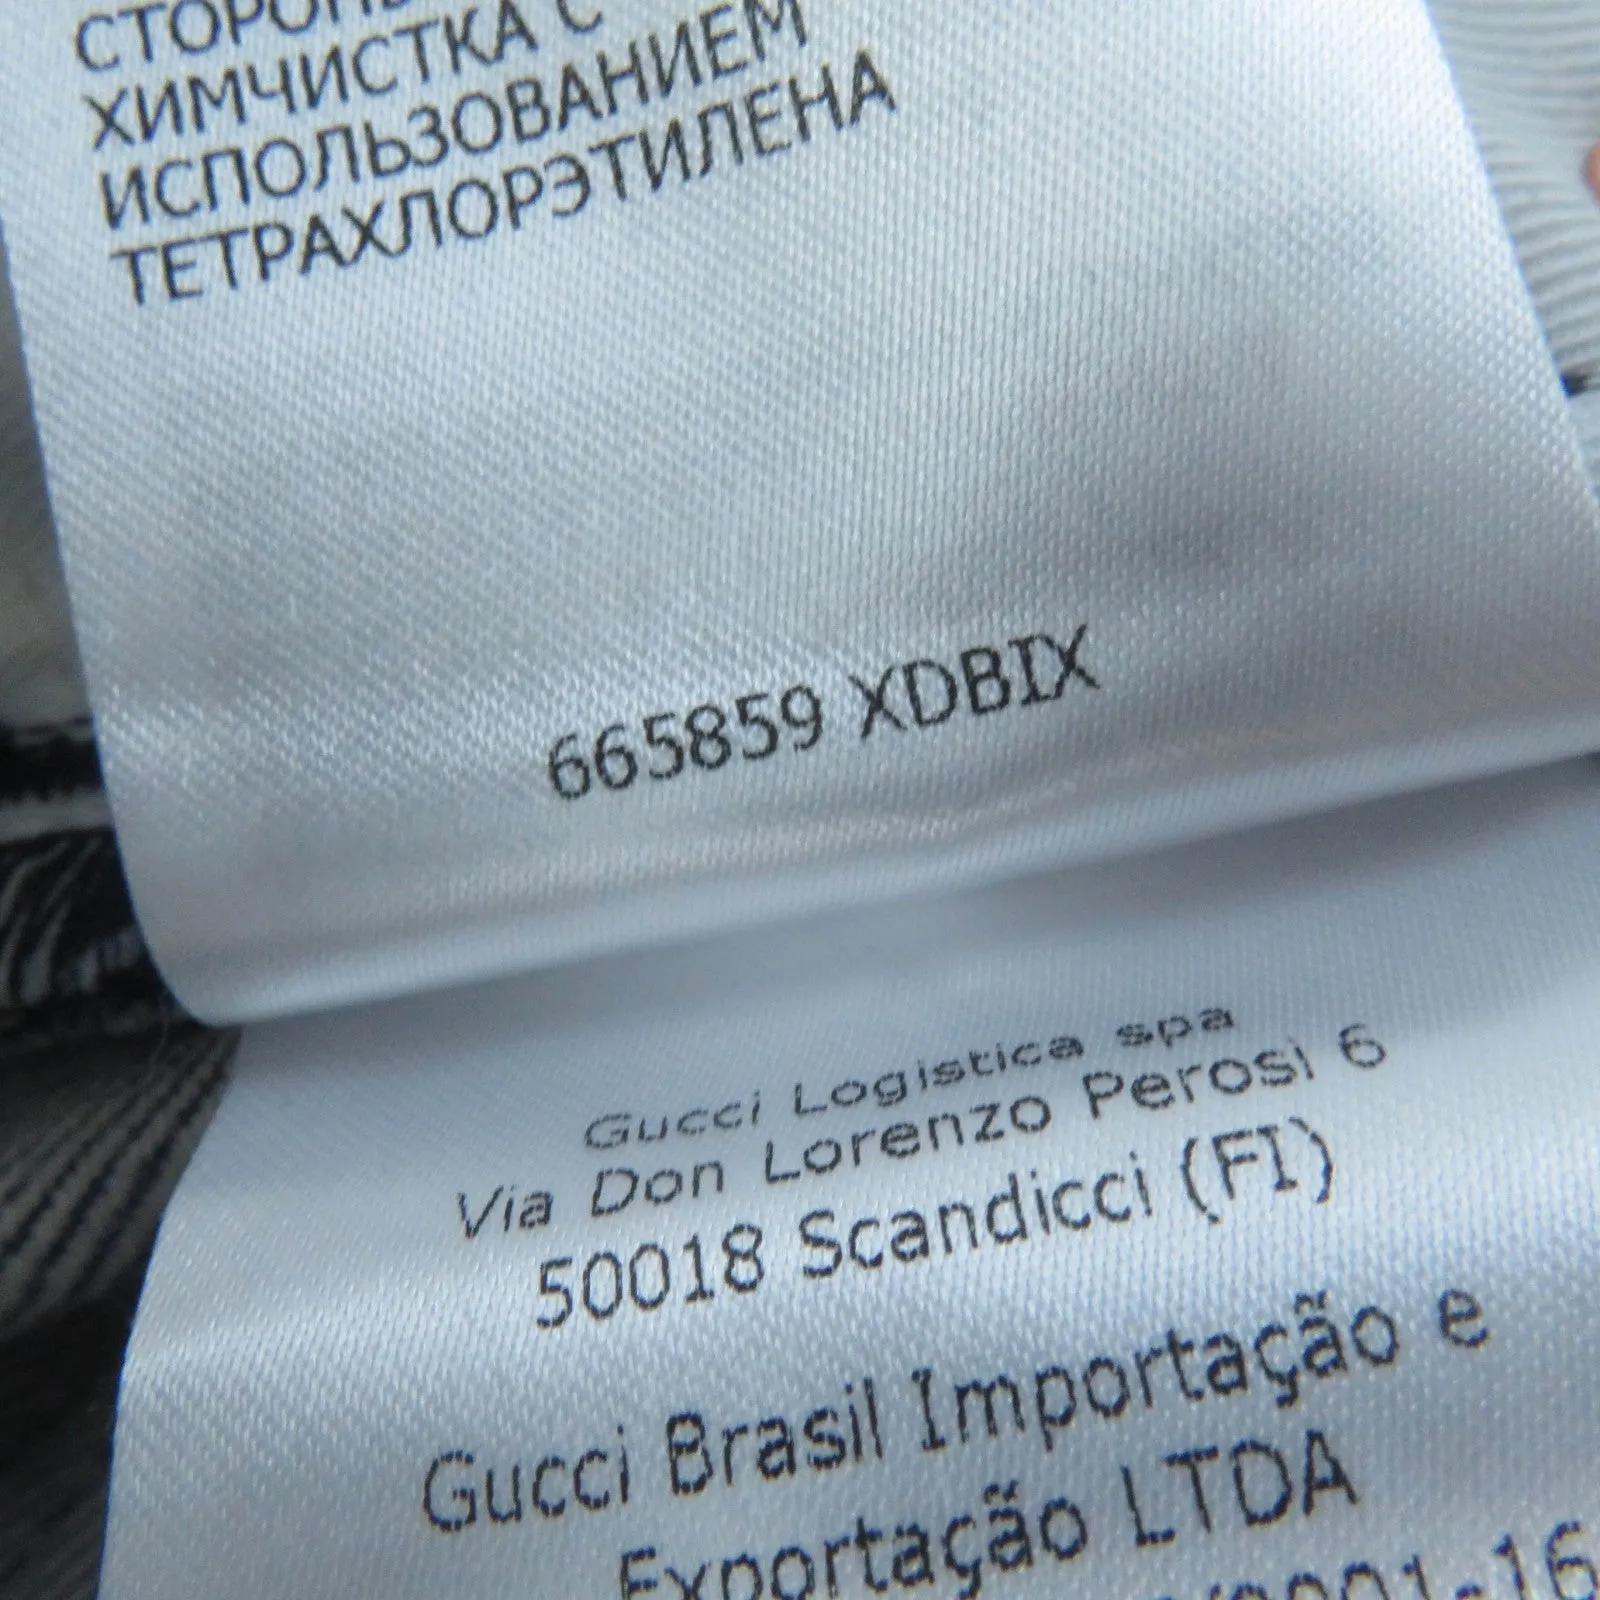 ХИМЧИСТКА С
ИСПОЛЬЗОВАНИЕМ
ТЕТРАХЛОРЭТИЛЕНА
665859 XDBIX
Gucci Logistica spa
Via Don Lorenzo Perosi 6
50018 Scandicci (FI)
Gucci Brasil Importação e
Exportação LTDA